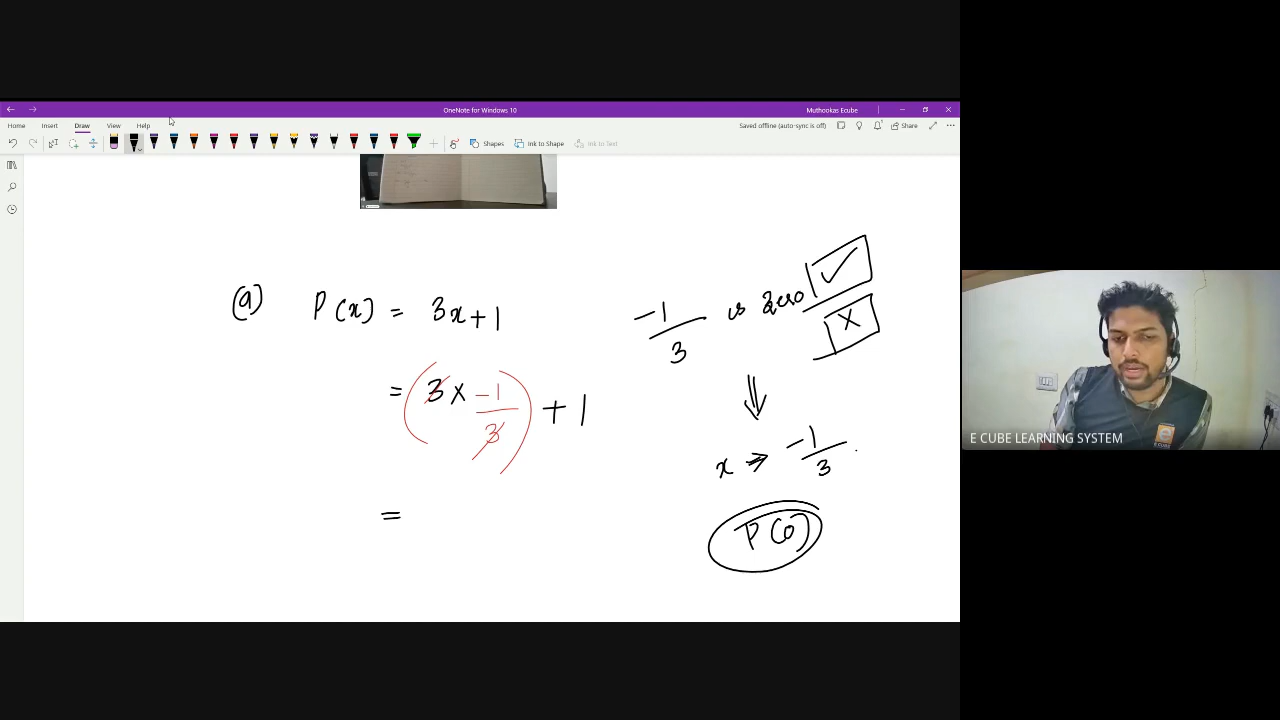 OneNote for Windows 10
Muthookas Ecube
Home Insert Draw View Help
Saved offline (auto-sync is off)
Share
Shapes
Ink to Shape
Ink to Text
(a) P(x) = 3x + 1
-1/3 is zero ✓
X
= (3 x -1/3) + 1
x → -1/3
=
P(0)
E CUBE LEARNING SYSTEM